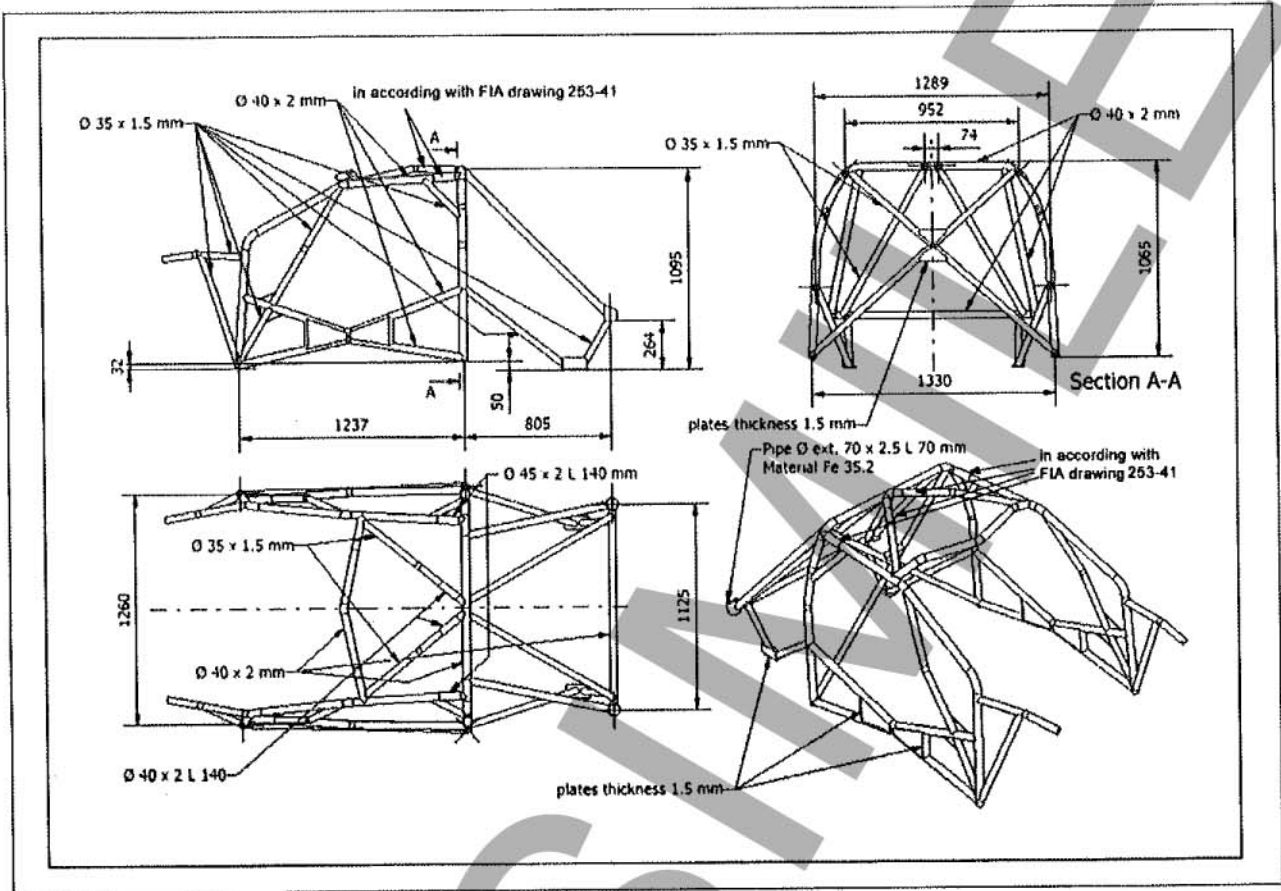 Ø 35 x 1.5 mm
Ø 40 x 2 mm
in according with FIA drawing 253-41
A
1095
264
32
50
A
1237
805
1289
952
74
Ø 35 x 1.5 mm
Ø 40 x 2 mm
1065
1330
Section A-A
plates thickness 1.5 mm
Ø 45 x 2 L 140 mm
Ø 35 x 1.5 mm
1260
1125
Ø 40 x 2 mm
Ø 40 x 2 L 140
Pipe Ø ext. 70 x 2.5 L 70 mm
Material Fe 35.2
in according with
FIA drawing 253-41
plates thickness 1.5 mm